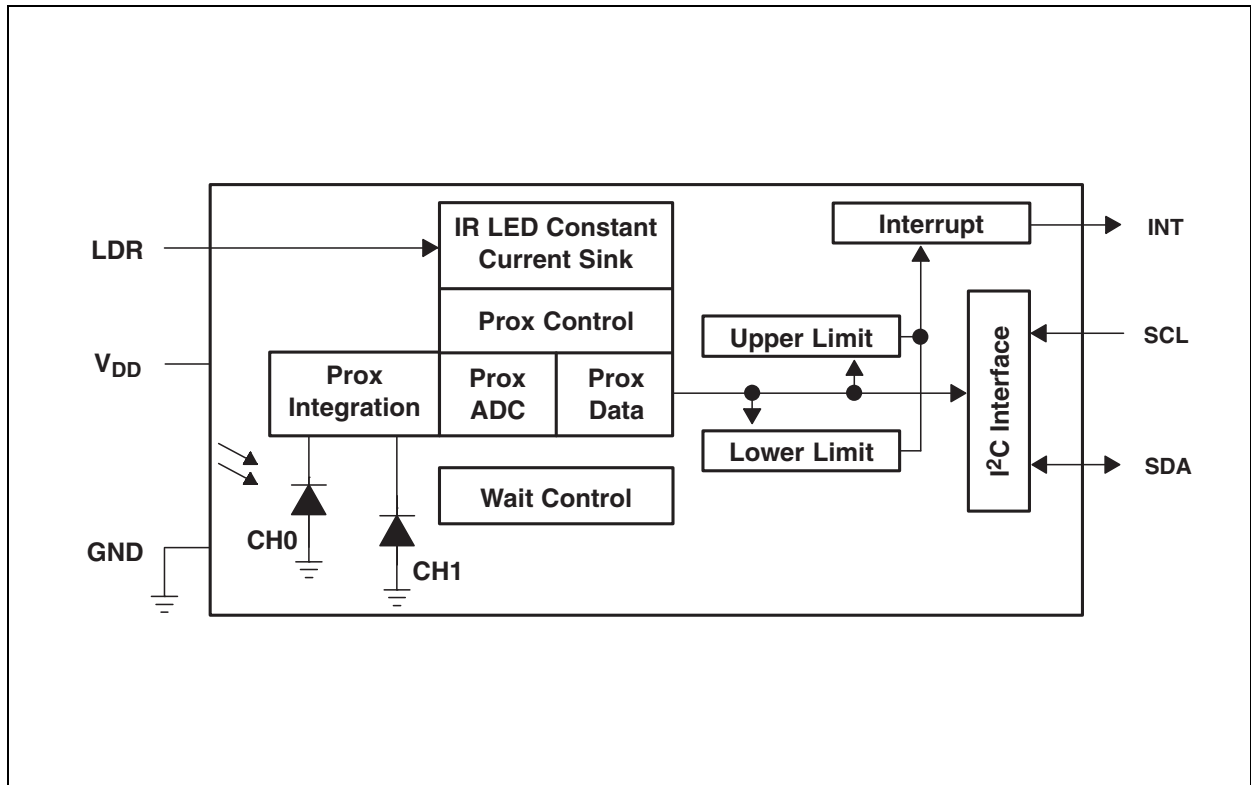 IR LED Constant
Current Sink
Interrupt
INT
LDR
Prox Control
Upper Limit
SCL
V_DD
Prox
Integration
Prox
ADC
Prox
Data
I²C Interface
Lower Limit
SDA
Wait Control
CH0
GND
CH1